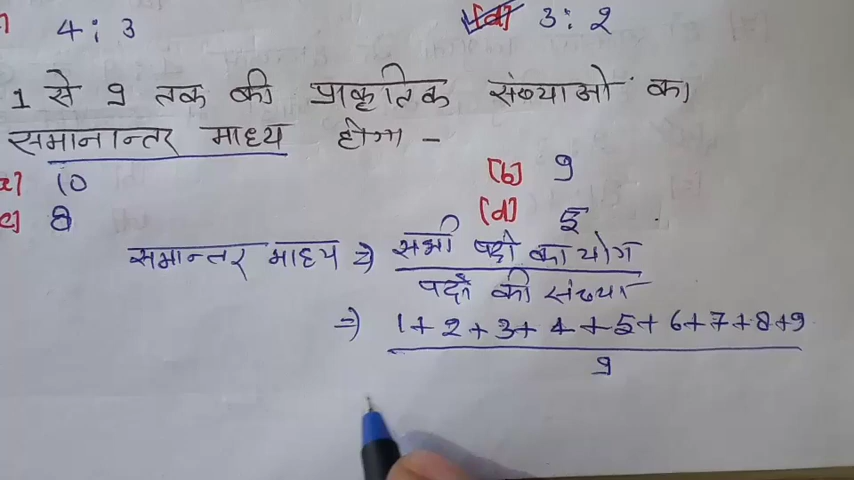 4 : 3 [d] 3 : 2
1 से 9 तक की प्राकृतिक संख्याओ का
समानान्तर माध्य होगा -
a] 10 [b] 9
c] 8 [d] 5
समान्तर माध्य ⇒ सभी पदो का योग
पदों की संख्या
⇒ 1+2+3+4+5+6+7+8+9
9